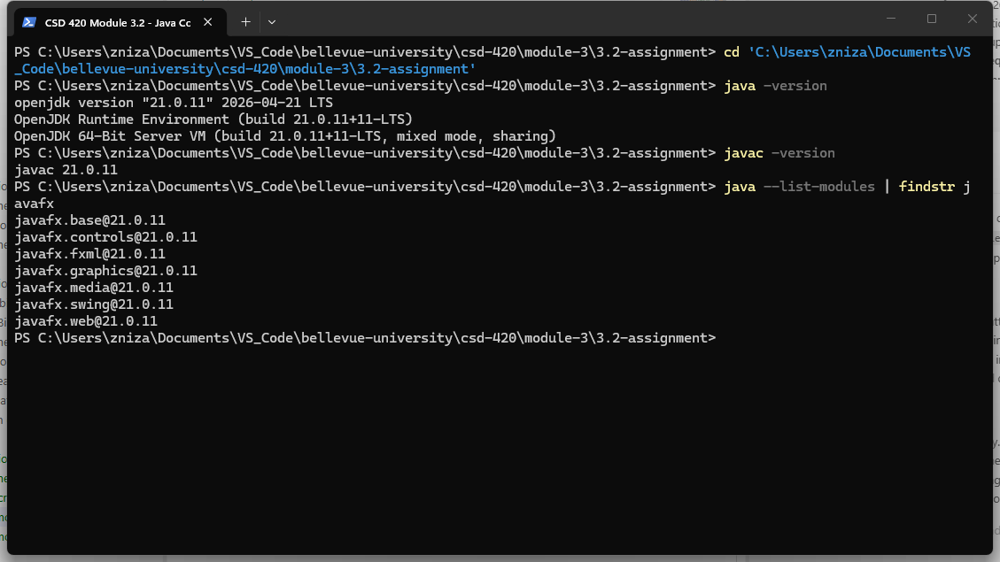 CSD 420 Module 3.2 - Java Cc
PS C:\Users\zniza\Documents\VS_Code\bellevue-university\csd-420\module-3\3.2-assignment> cd 'C:\Users\zniza\Documents\VS
_Code\bellevue-university\csd-420\module-3\3.2-assignment'
PS C:\Users\zniza\Documents\VS_Code\bellevue-university\csd-420\module-3\3.2-assignment> java -version
openjdk version "21.0.11" 2026-04-21 LTS
OpenJDK Runtime Environment (build 21.0.11+11-LTS)
OpenJDK 64-Bit Server VM (build 21.0.11+11-LTS, mixed mode, sharing)
PS C:\Users\zniza\Documents\VS_Code\bellevue-university\csd-420\module-3\3.2-assignment> javac -version
javac 21.0.11
PS C:\Users\zniza\Documents\VS_Code\bellevue-university\csd-420\module-3\3.2-assignment> java --list-modules | findstr j
avafx
javafx.base@21.0.11
javafx.controls@21.0.11
javafx.fxml@21.0.11
javafx.graphics@21.0.11
javafx.media@21.0.11
javafx.swing@21.0.11
javafx.web@21.0.11
PS C:\Users\zniza\Documents\VS_Code\bellevue-university\csd-420\module-3\3.2-assignment>